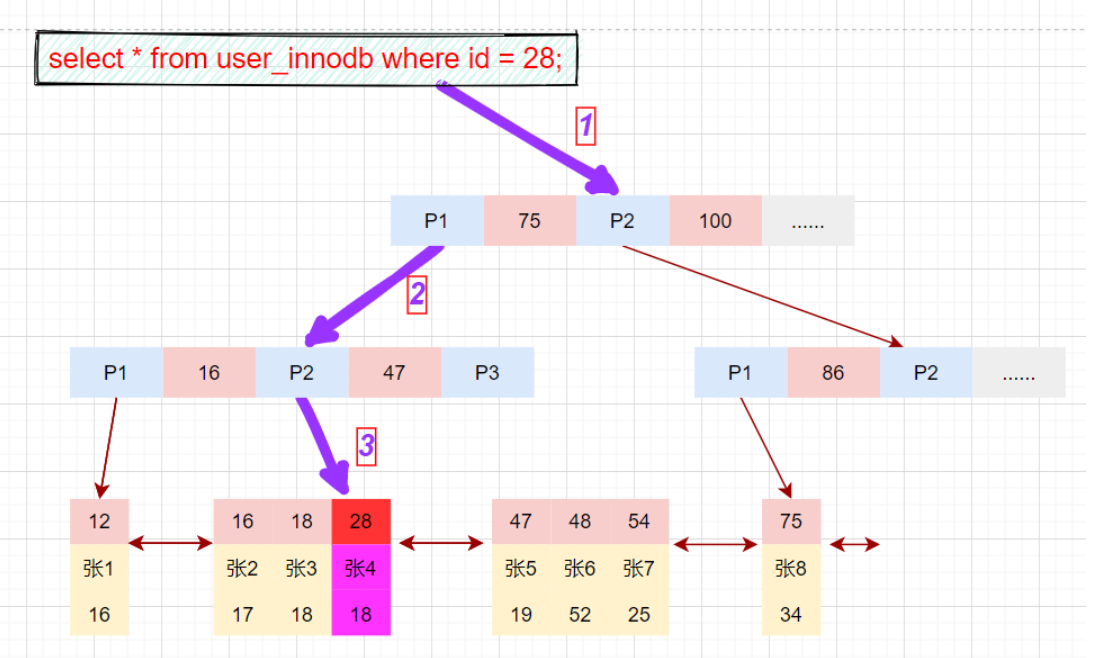 select * from user_innodb where id = 28;
1
P1 75 P2 100 ......
2
P1 16 P2 47 P3
P1 86 P2 ......
3
12
张1
16
16 18 28
张2 张3 张4
17 18 18
47 48 54
张5 张6 张7
19 52 25
75
张8
34